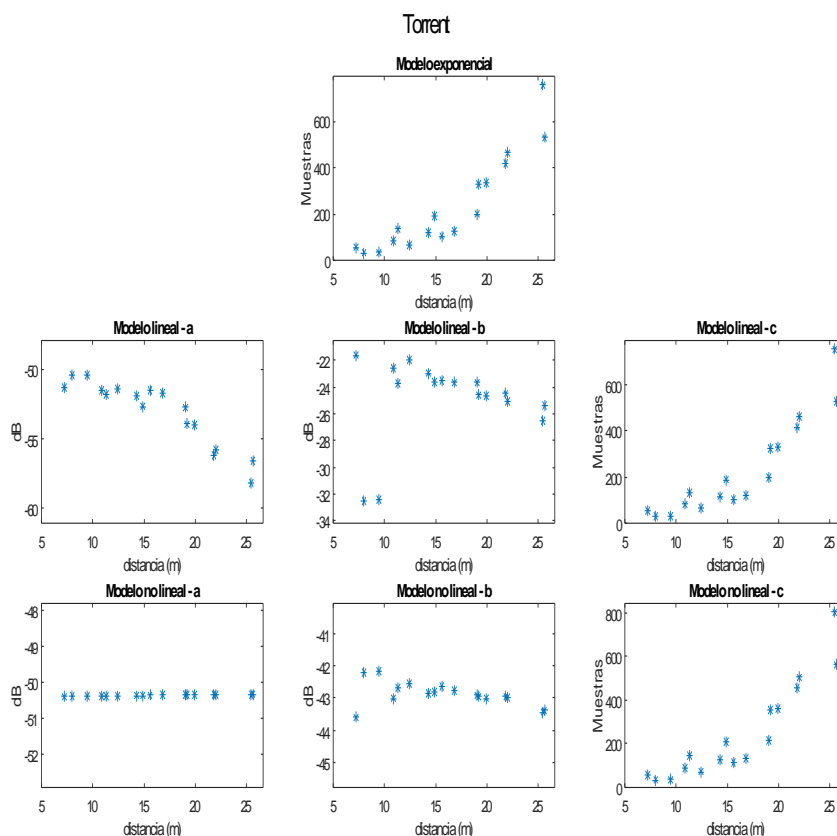 Torrent
Modelo exponencial
Muestras
600
400
200
0
5 10 15 20 25
distancia (m)
Modelo lineal - a
dB
-50
-55
-60
5 10 15 20 25
distancia (m)
Modelo lineal - b
dB
-22
-24
-26
-28
-30
-32
-34
5 10 15 20 25
distancia (m)
Modelo lineal - c
Muestras
600
400
200
0
5 10 15 20 25
distancia (m)
Modelo no lineal - a
dB
-48
-49
-50
-51
-52
5 10 15 20 25
distancia (m)
Modelo no lineal - b
dB
-41
-42
-43
-44
-45
5 10 15 20 25
distancia (m)
Modelo no lineal - c
Muestras
800
600
400
200
0
5 10 15 20 25
distancia (m)